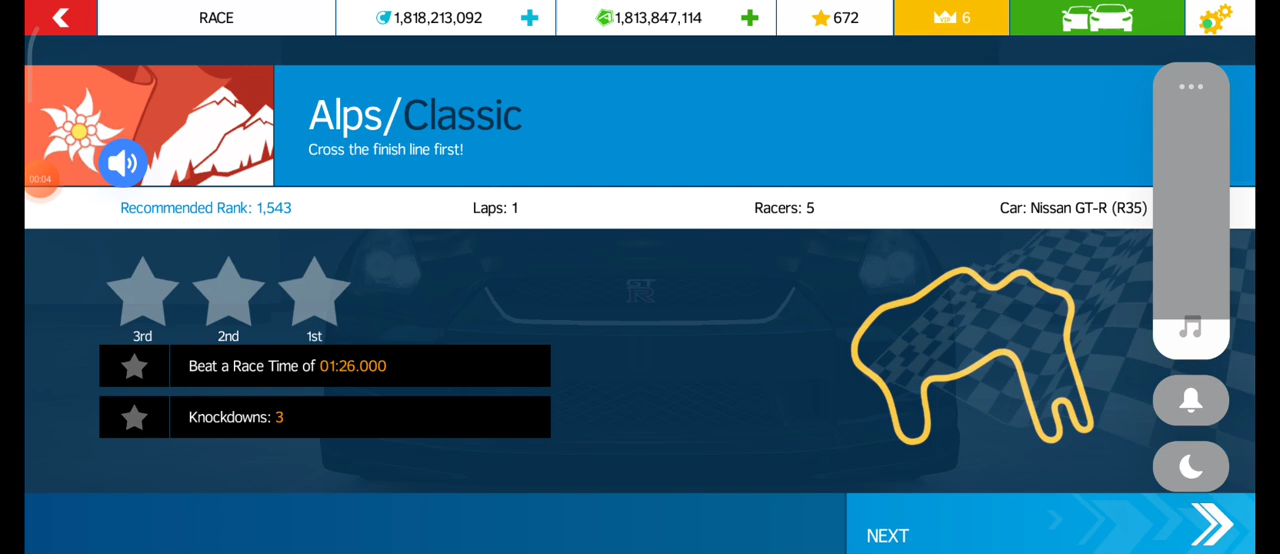 RACE
1,818,213,092
1,813,847,114
672
VIP 6
Alps/Classic
Cross the finish line first!
00:04
Recommended Rank: 1,543
Laps: 1
Racers: 5
Car: Nissan GT-R (R35)
GT
R
3rd
2nd
1st
Beat a Race Time of 01:26.000
Knockdowns: 3
NEXT